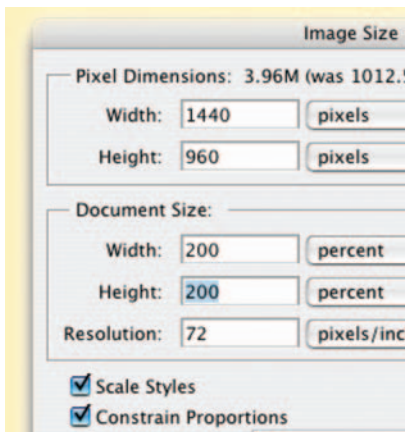 Image Size
Pixel Dimensions: 3.96M (was 1012.5
Width: 1440 pixels
Height: 960 pixels
Document Size:
Width: 200 percent
Height: 200 percent
Resolution: 72 pixels/inc
Scale Styles
Constrain Proportions